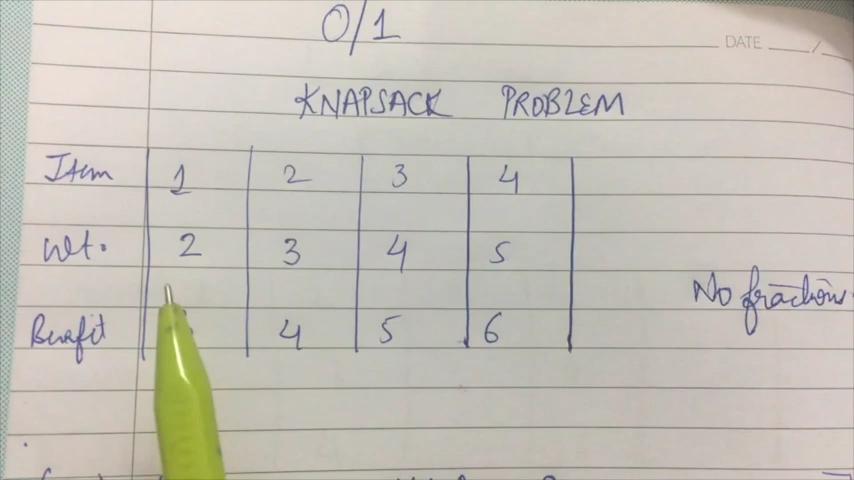 0/1
DATE
KNAPSACK PROBLEM
Item 1 2 3 4
Wt. 2 3 4 5
No fractions
Benefit 4 5 6